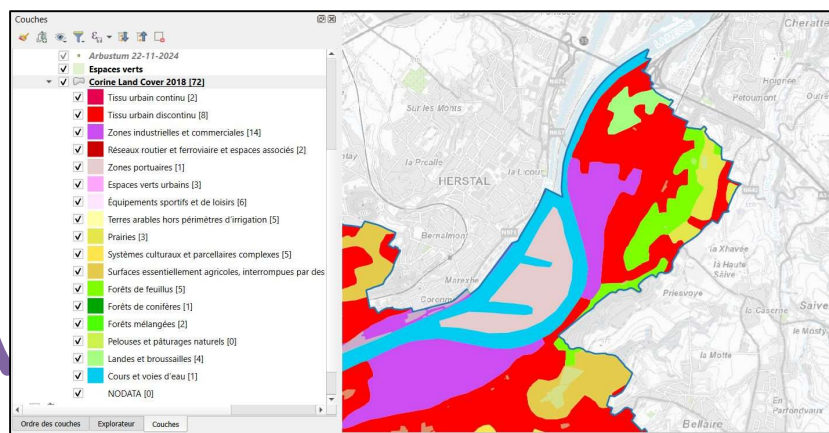 Couches
Arbustum 22-11-2024
Espaces verts
Corine Land Cover 2018 [72]
Tissu urbain continu [2]
Tissu urbain discontinu [8]
Zones industrielles et commerciales [14]
Réseaux routier et ferroviaire et espaces associés [2]
Zones portuaires [1]
Espaces verts urbains [3]
Équipements sportifs et de loisirs [6]
Terres arables hors périmètres d'irrigation [5]
Prairies [3]
Systèmes culturaux et parcellaires complexes [5]
Surfaces essentiellement agricoles, interrompues par des
Forêts de feuillus [5]
Forêts de conifères [1]
Forêts mélangées [2]
Pelouses et pâturages naturels [0]
Landes et broussailles [4]
Cours et voies d'eau [1]
NODATA [0]
Ordre des couches
Explorateur
Couches
Cheratte
Hoignée
Petoumont
Sur les Monts
la Préalle
HERSTAL
Bernalmont
Marexhe
la Xhavée
la Haute
Saive
Priesvoye
la Caserne
Saive
la Motte
En
Parfondvaux
Bellaire